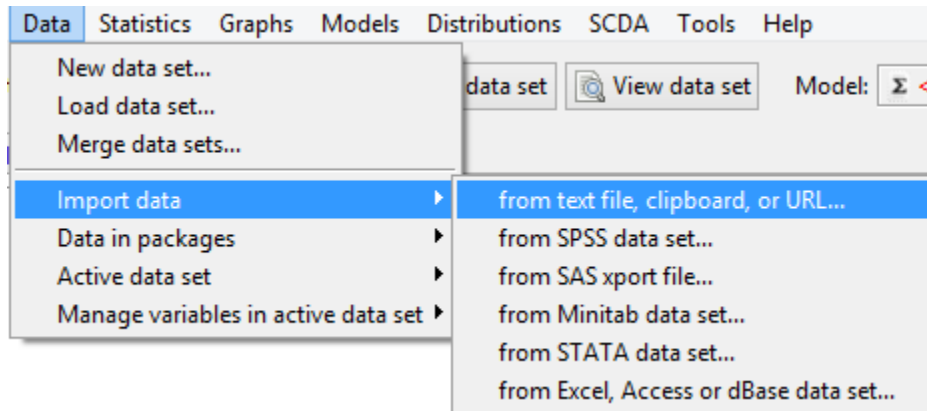 Data Statistics Graphs Models Distributions SCDA Tools Help
data set View data set Model: Σ <
New data set...
Load data set...
Merge data sets...
Import data
Data in packages
Active data set
Manage variables in active data set
from text file, clipboard, or URL...
from SPSS data set...
from SAS xport file...
from Minitab data set...
from STATA data set...
from Excel, Access or dBase data set...